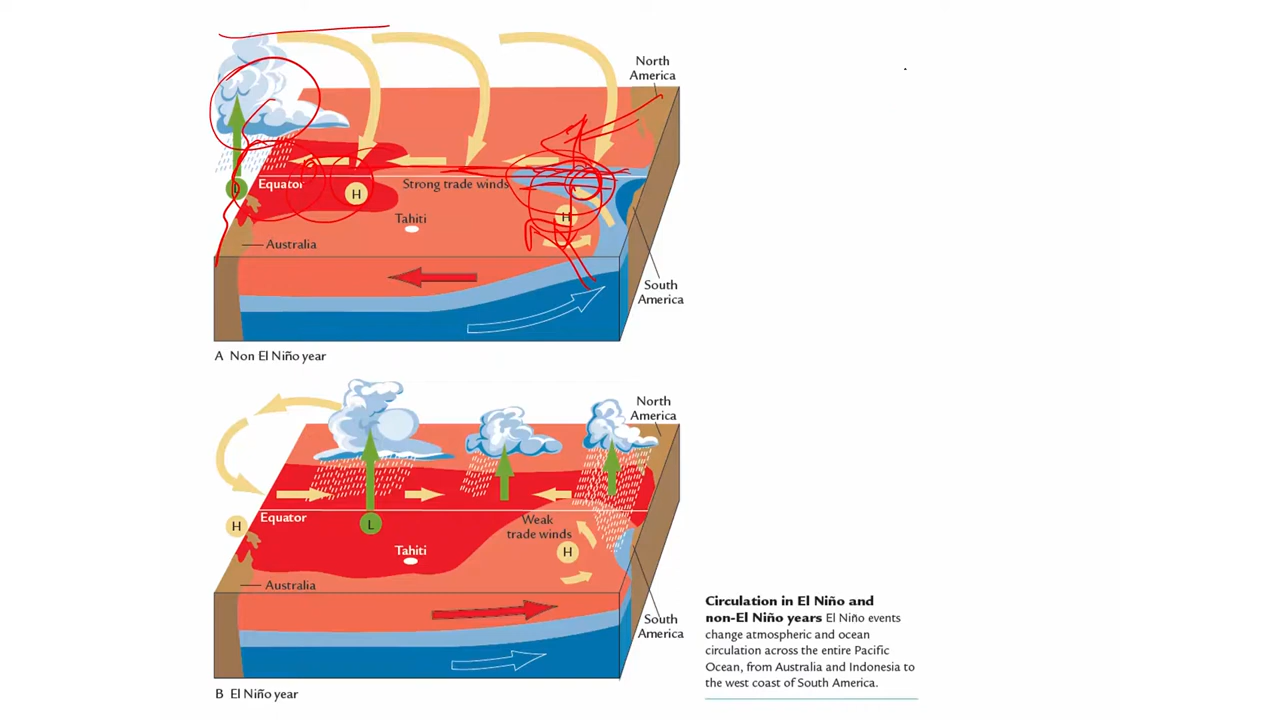 North
America
L
Equator
H
Strong trade winds
Tahiti
H
Australia
South
America
A Non El Niño year
North
America
H
Equator
L
Weak
trade winds
H
Tahiti
Australia
South
America
B El Niño year
Circulation in El Niño and
non-El Niño years El Niño events
change atmospheric and ocean
circulation across the entire Pacific
Ocean, from Australia and Indonesia to
the west coast of South America.